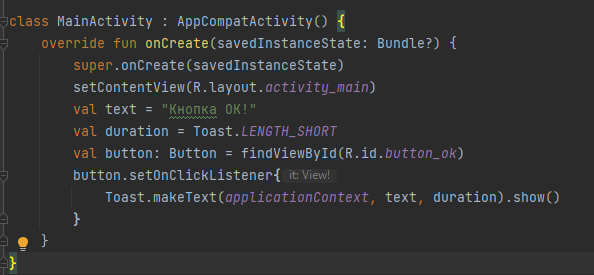 class MainActivity : AppCompatActivity() {
override fun onCreate(savedInstanceState: Bundle?) {
super.onCreate(savedInstanceState)
setContentView(R.layout.activity_main)
val text = "Кнопка ОК!"
val duration = Toast.LENGTH_SHORT
val button: Button = findViewById(R.id.button_ok)
button.setOnClickListener{ it: View!
Toast.makeText(applicationContext, text, duration).show()
}
}
}